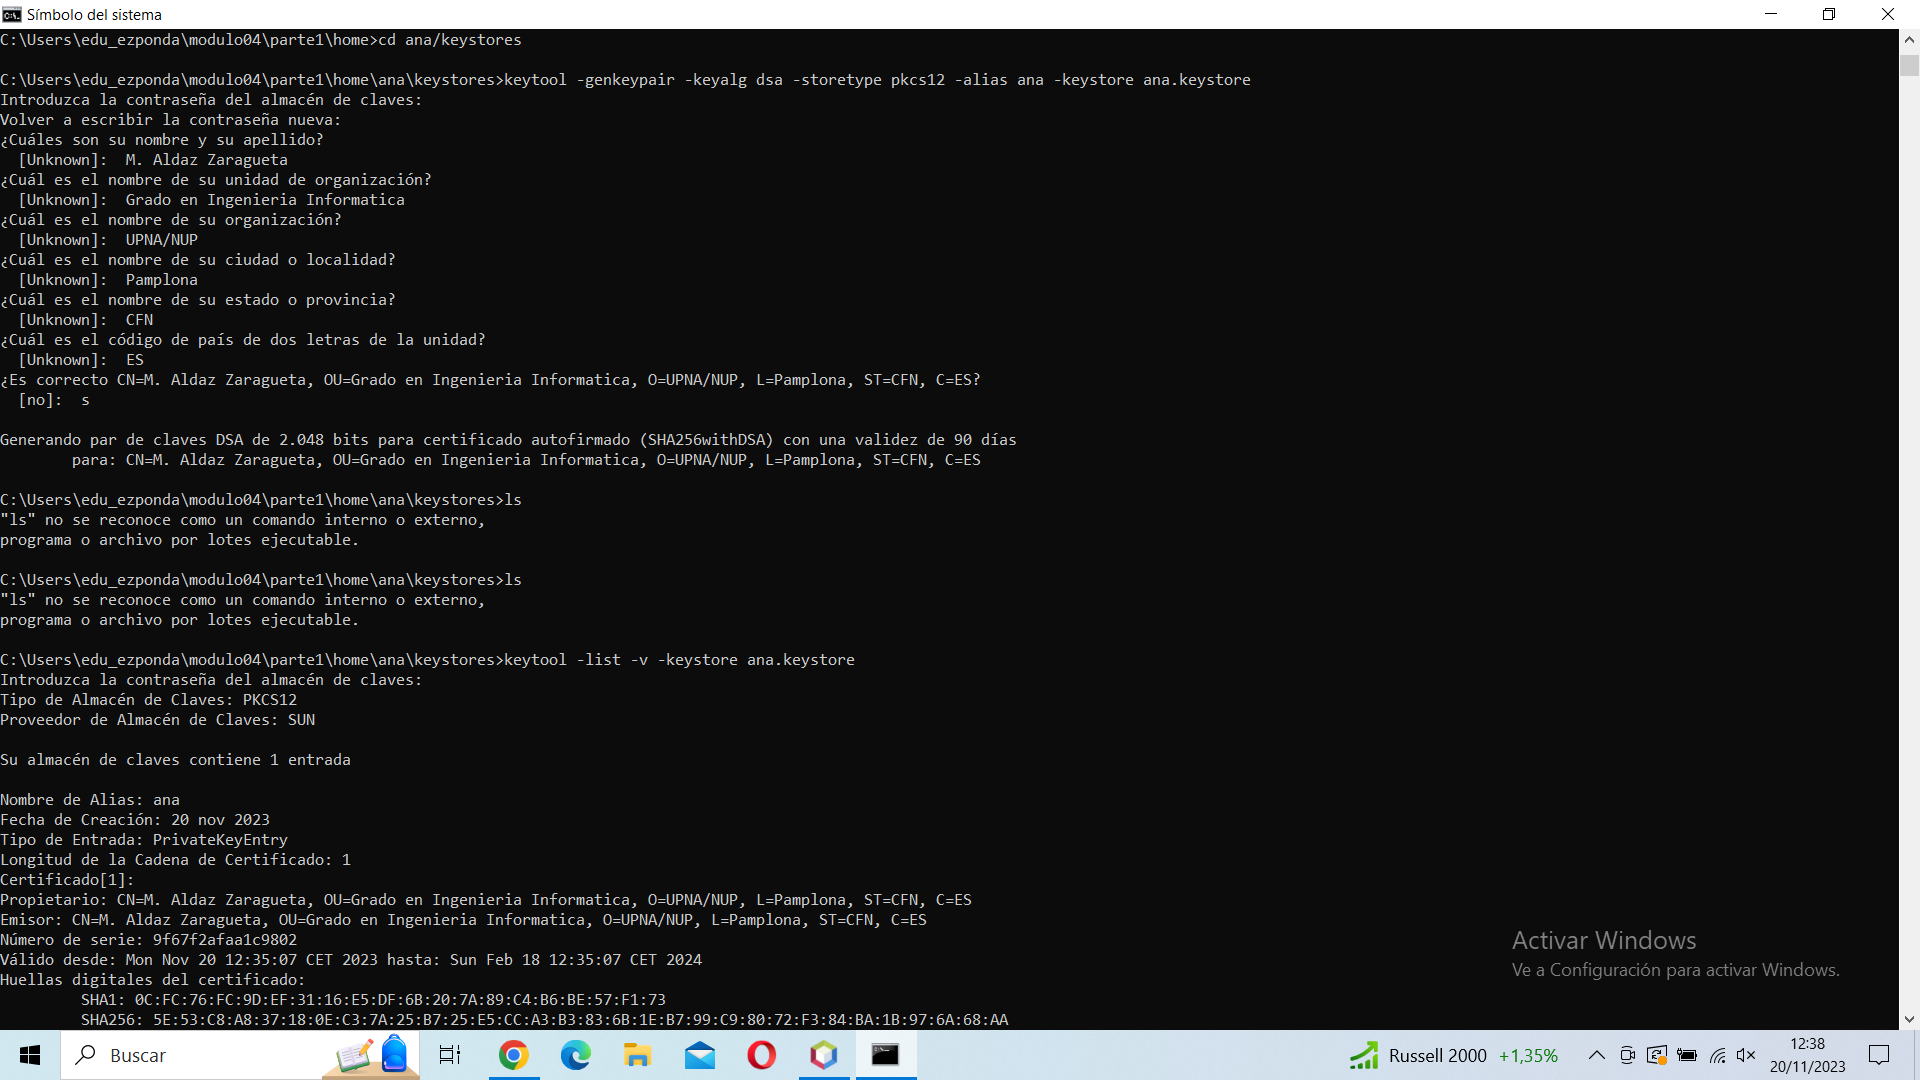 Símbolo del sistema
C:\Users\edu_ezponda\modulo04\parte1\home>cd ana/keystores
C:\Users\edu_ezponda\modulo04\parte1\home\ana\keystores>keytool -genkeypair -keyalg dsa -storetype pkcs12 -alias ana -keystore ana.keystore
Introduzca la contraseña del almacén de claves:
Volver a escribir la contraseña nueva:
¿Cuáles son su nombre y su apellido?
  [Unknown]:  M. Aldaz Zaragueta
¿Cuál es el nombre de su unidad de organización?
  [Unknown]:  Grado en Ingenieria Informatica
¿Cuál es el nombre de su organización?
  [Unknown]:  UPNA/NUP
¿Cuál es el nombre de su ciudad o localidad?
  [Unknown]:  Pamplona
¿Cuál es el nombre de su estado o provincia?
  [Unknown]:  CFN
¿Cuál es el código de país de dos letras de la unidad?
  [Unknown]:  ES
¿Es correcto CN=M. Aldaz Zaragueta, OU=Grado en Ingenieria Informatica, O=UPNA/NUP, L=Pamplona, ST=CFN, C=ES?
  [no]:  s
Generando par de claves DSA de 2.048 bits para certificado autofirmado (SHA256withDSA) con una validez de 90 días
        para: CN=M. Aldaz Zaragueta, OU=Grado en Ingenieria Informatica, O=UPNA/NUP, L=Pamplona, ST=CFN, C=ES
C:\Users\edu_ezponda\modulo04\parte1\home\ana\keystores>ls
"ls" no se reconoce como un comando interno o externo,
programa o archivo por lotes ejecutable.
C:\Users\edu_ezponda\modulo04\parte1\home\ana\keystores>ls
"ls" no se reconoce como un comando interno o externo,
programa o archivo por lotes ejecutable.
C:\Users\edu_ezponda\modulo04\parte1\home\ana\keystores>keytool -list -v -keystore ana.keystore
Introduzca la contraseña del almacén de claves:
Tipo de Almacén de Claves: PKCS12
Proveedor de Almacén de Claves: SUN
Su almacén de claves contiene 1 entrada
Nombre de Alias: ana
Fecha de Creación: 20 nov 2023
Tipo de Entrada: PrivateKeyEntry
Longitud de la Cadena de Certificado: 1
Certificado[1]:
Propietario: CN=M. Aldaz Zaragueta, OU=Grado en Ingenieria Informatica, O=UPNA/NUP, L=Pamplona, ST=CFN, C=ES
Emisor: CN=M. Aldaz Zaragueta, OU=Grado en Ingenieria Informatica, O=UPNA/NUP, L=Pamplona, ST=CFN, C=ES
Número de serie: 9f67f2afaa1c9802
Válido desde: Mon Nov 20 12:35:07 CET 2023 hasta: Sun Feb 18 12:35:07 CET 2024
Huellas digitales del certificado:
         SHA1: 0C:FC:76:FC:9D:EF:31:16:E5:DF:6B:20:7A:89:C4:B6:BE:57:F1:73
         SHA256: 5E:53:C8:A8:37:18:0E:C3:7A:25:B7:25:E5:CC:A3:B3:83:6B:1E:B7:99:C9:80:72:F3:84:BA:1B:97:6A:68:AA
Activar Windows
Ve a Configuración para activar Windows.
Buscar
Russell 2000 +1,35%
12:38
20/11/2023